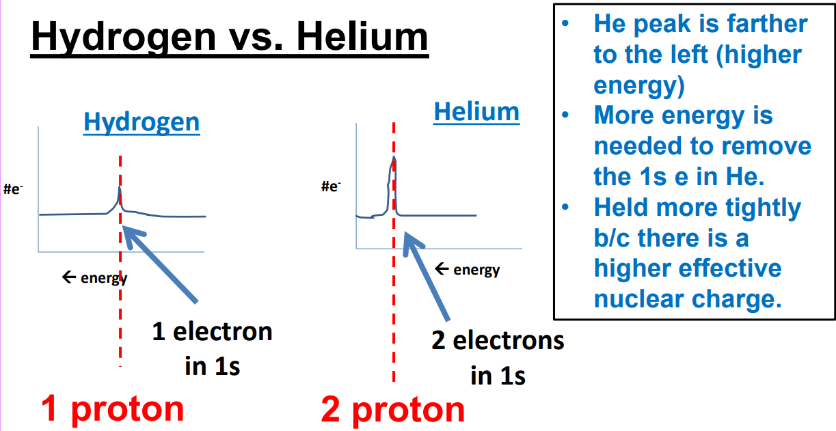 Hydrogen vs. Helium
Hydrogen
#e-
← energy
1 electron
in 1s
1 proton
Helium
#e-
← energy
2 electrons
in 1s
2 proton
• He peak is farther
to the left (higher
energy)
• More energy is
needed to remove
the 1s e in He.
• Held more tightly
b/c there is a
higher effective
nuclear charge.